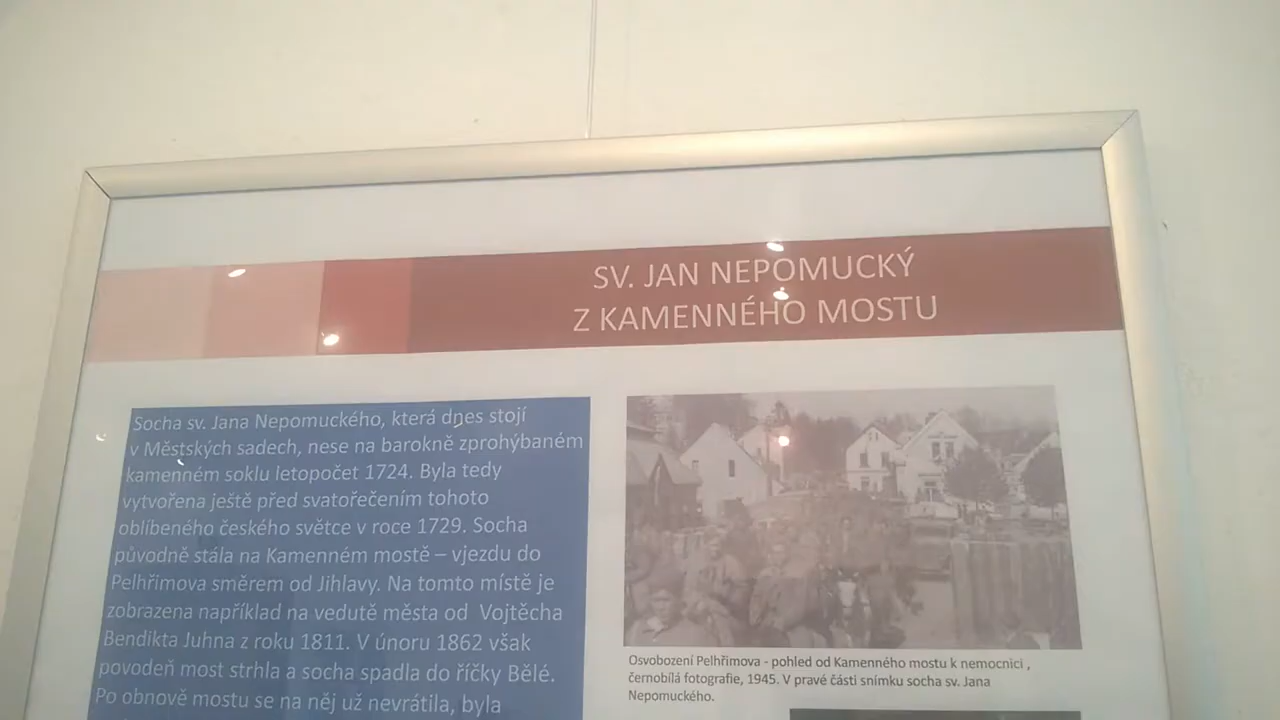 SV. JAN NEPOMUCKÝ
Z KAMENNÉHO MOSTU
Socha sv. Jana Nepomuckého, která dnes stojí
v Městských sadech, nese na barokně zprohýbaném
kamenném soklu letopočet 1724. Byla tedy
vytvořena ještě před svatořečením tohoto
oblíbeného českého světce v roce 1729. Socha
původně stála na Kamenném mostě – vjezdu do
Pelhřimova směrem od Jihlavy. Na tomto místě je
zobrazena například na vedutě města od Vojtěcha
Bendikta Juhna z roku 1811. V únoru 1862 však
povodeň most strhla a socha spadla do říčky Bělé.
Po obnově mostu se na něj už nevrátila, byla
Osvobození Pelhřimova - pohled od Kamenného mostu k nemocnici ,
černobílá fotografie, 1945. V pravé části snímku socha sv. Jana
Nepomuckého.